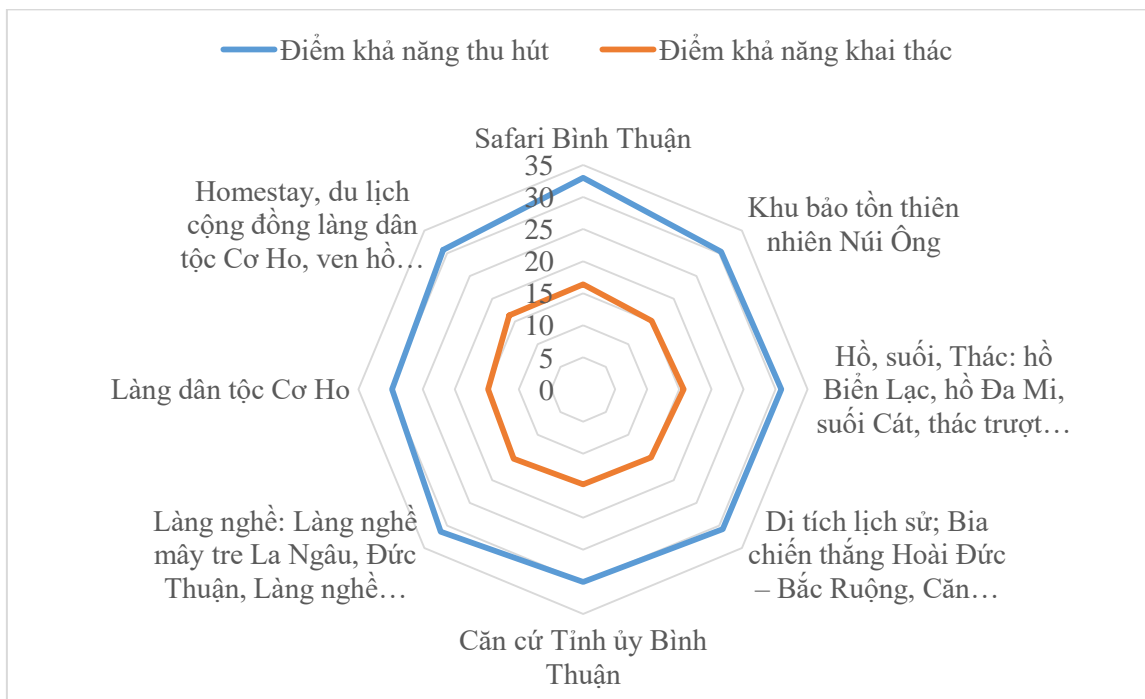 Điểm khả năng thu hút
Điểm khả năng khai thác
Safari Bình Thuận
35
30
25
20
15
10
5
0
Khu bảo tồn thiên
nhiên Núi Ông
Hồ, suối, Thác: hồ
Biển Lạc, hồ Đa Mi,
suối Cát, thác trượt…
Di tích lịch sử; Bia
chiến thắng Hoài Đức
– Bắc Ruộng, Căn…
Căn cứ Tỉnh ủy Bình
Thuận
Làng nghề: Làng nghề
mây tre La Ngâu, Đức
Thuận, Làng nghề…
Làng dân tộc Cơ Ho
Homestay, du lịch
cộng đồng làng dân
tộc Cơ Ho, ven hồ…